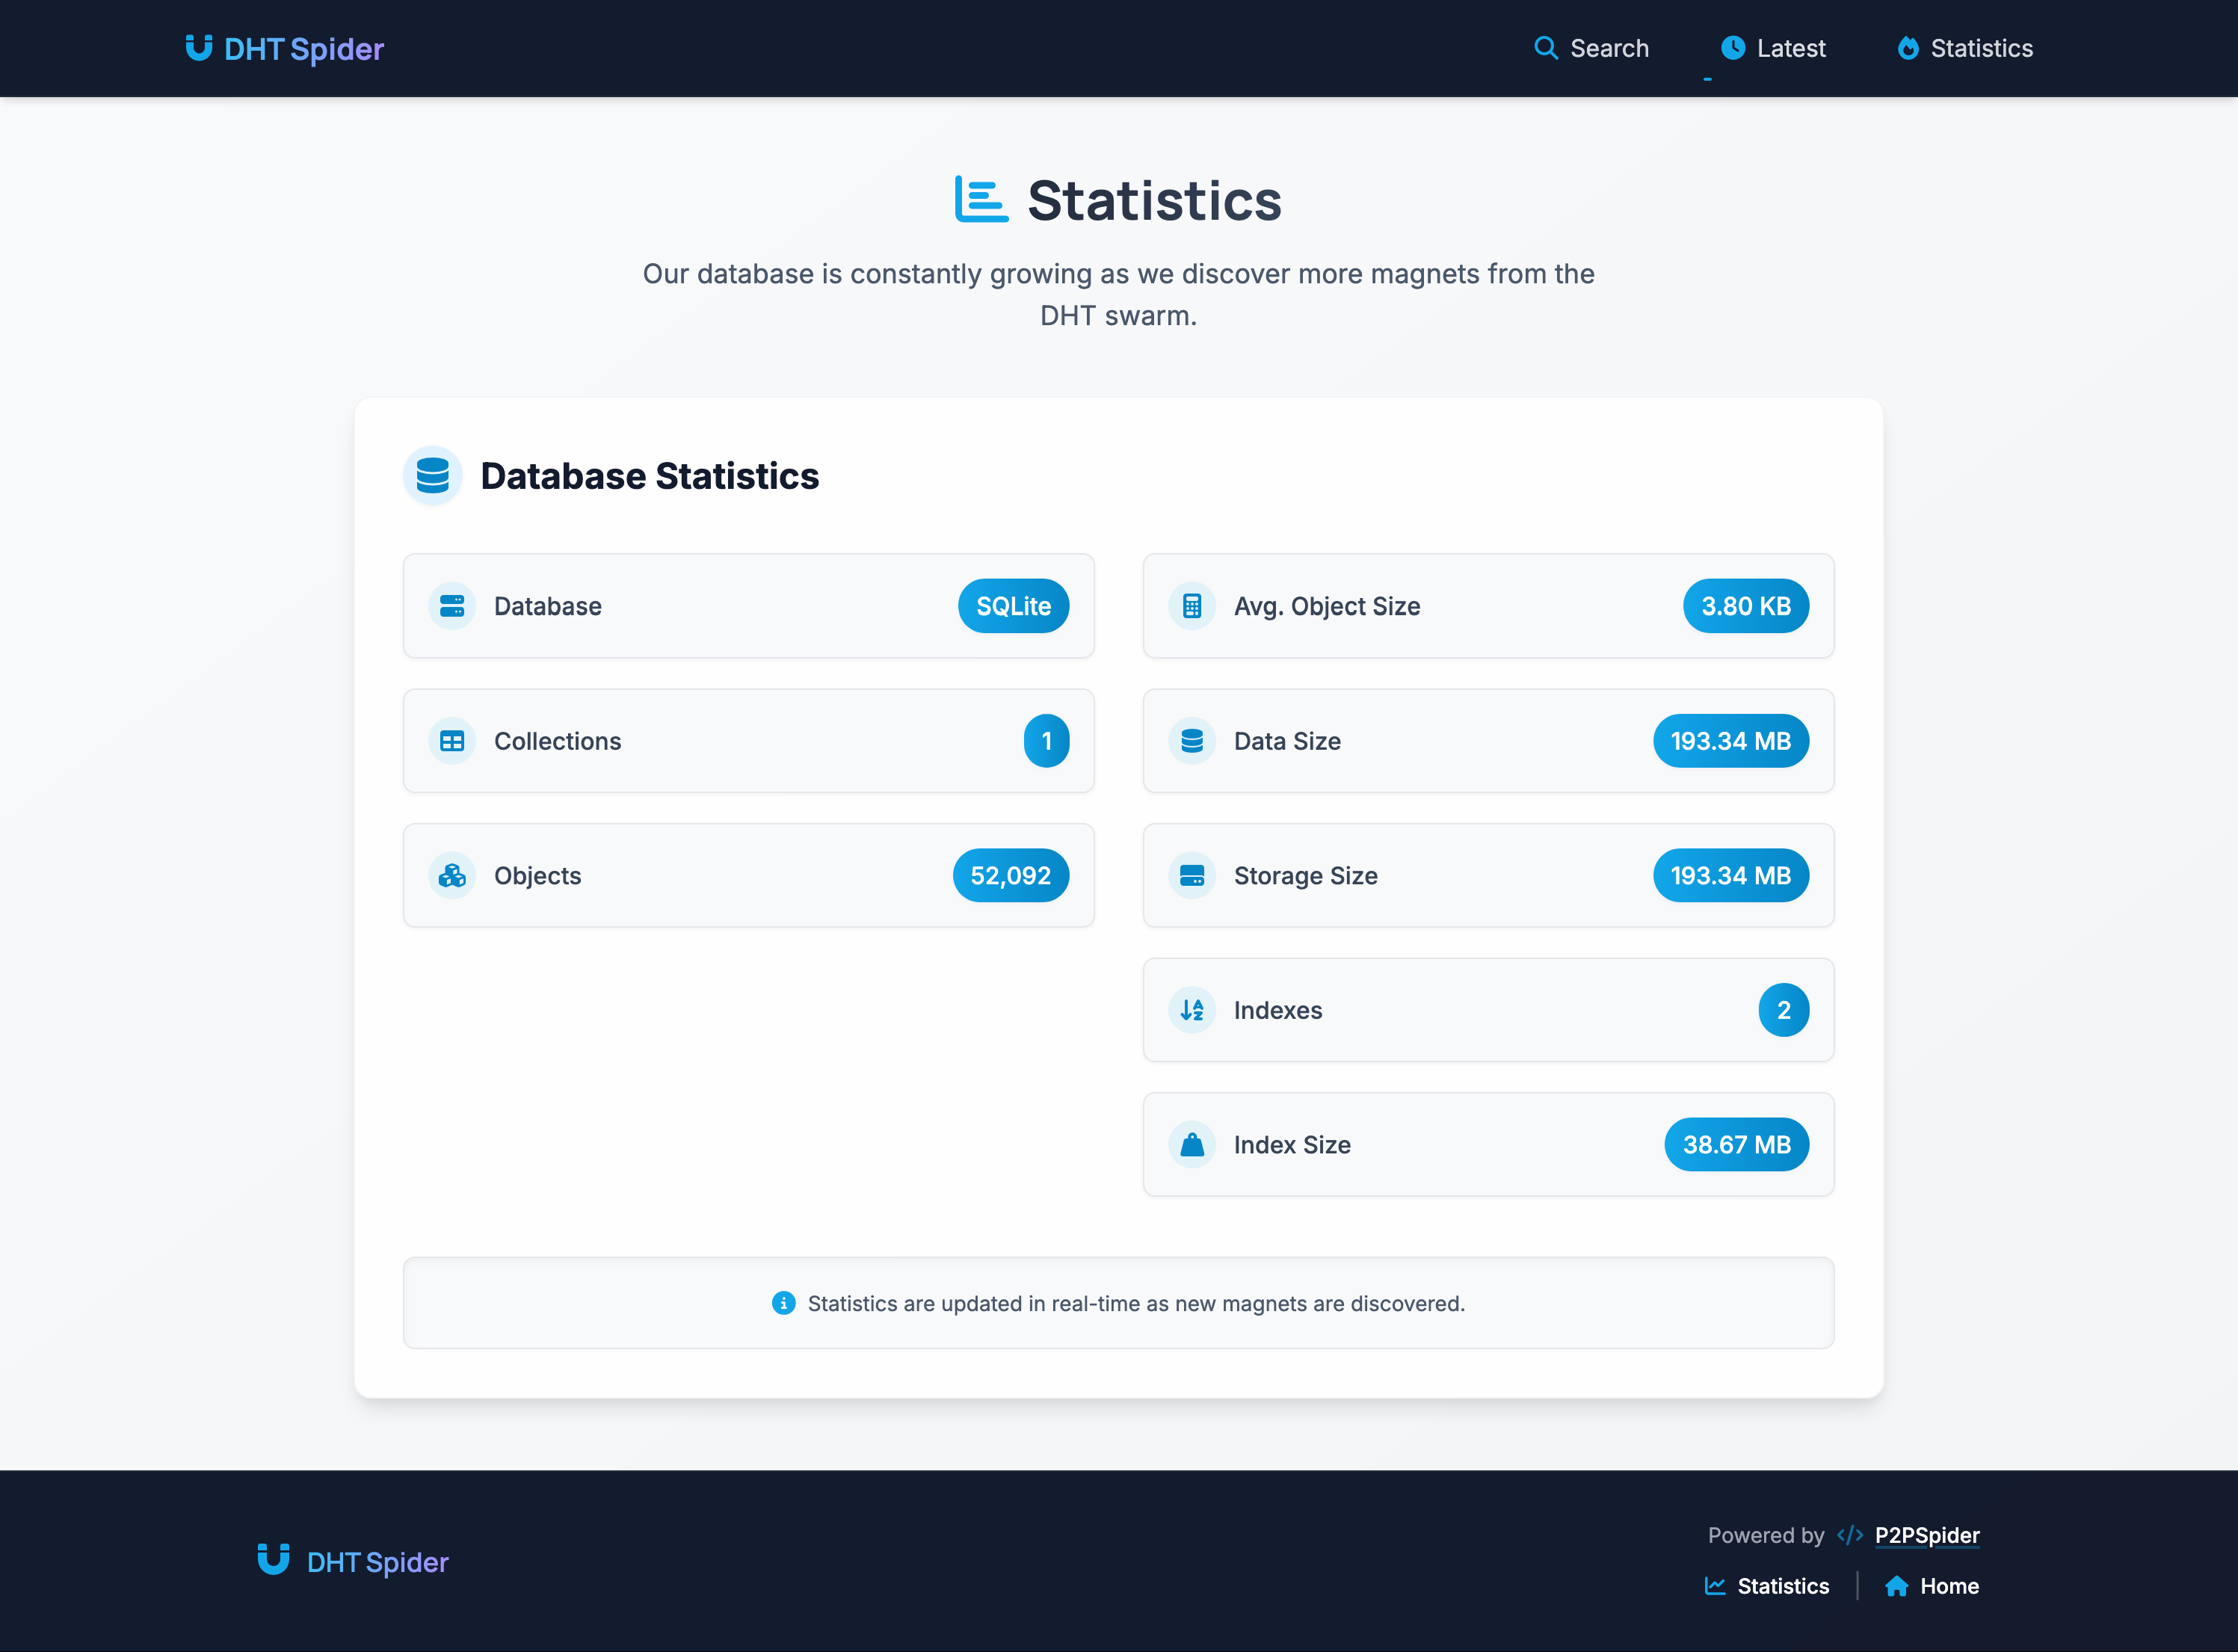 DHT Spider
Search
Latest
Statistics
Statistics
Our database is constantly growing as we discover more magnets from the
DHT swarm.
Database Statistics
Database
SQLite
Collections
1
Objects
52,092
Avg. Object Size
3.80 KB
Data Size
193.34 MB
Storage Size
193.34 MB
Indexes
2
Index Size
38.67 MB
Statistics are updated in real-time as new magnets are discovered.
DHT Spider
Powered by </> P2PSpider
Statistics
Home